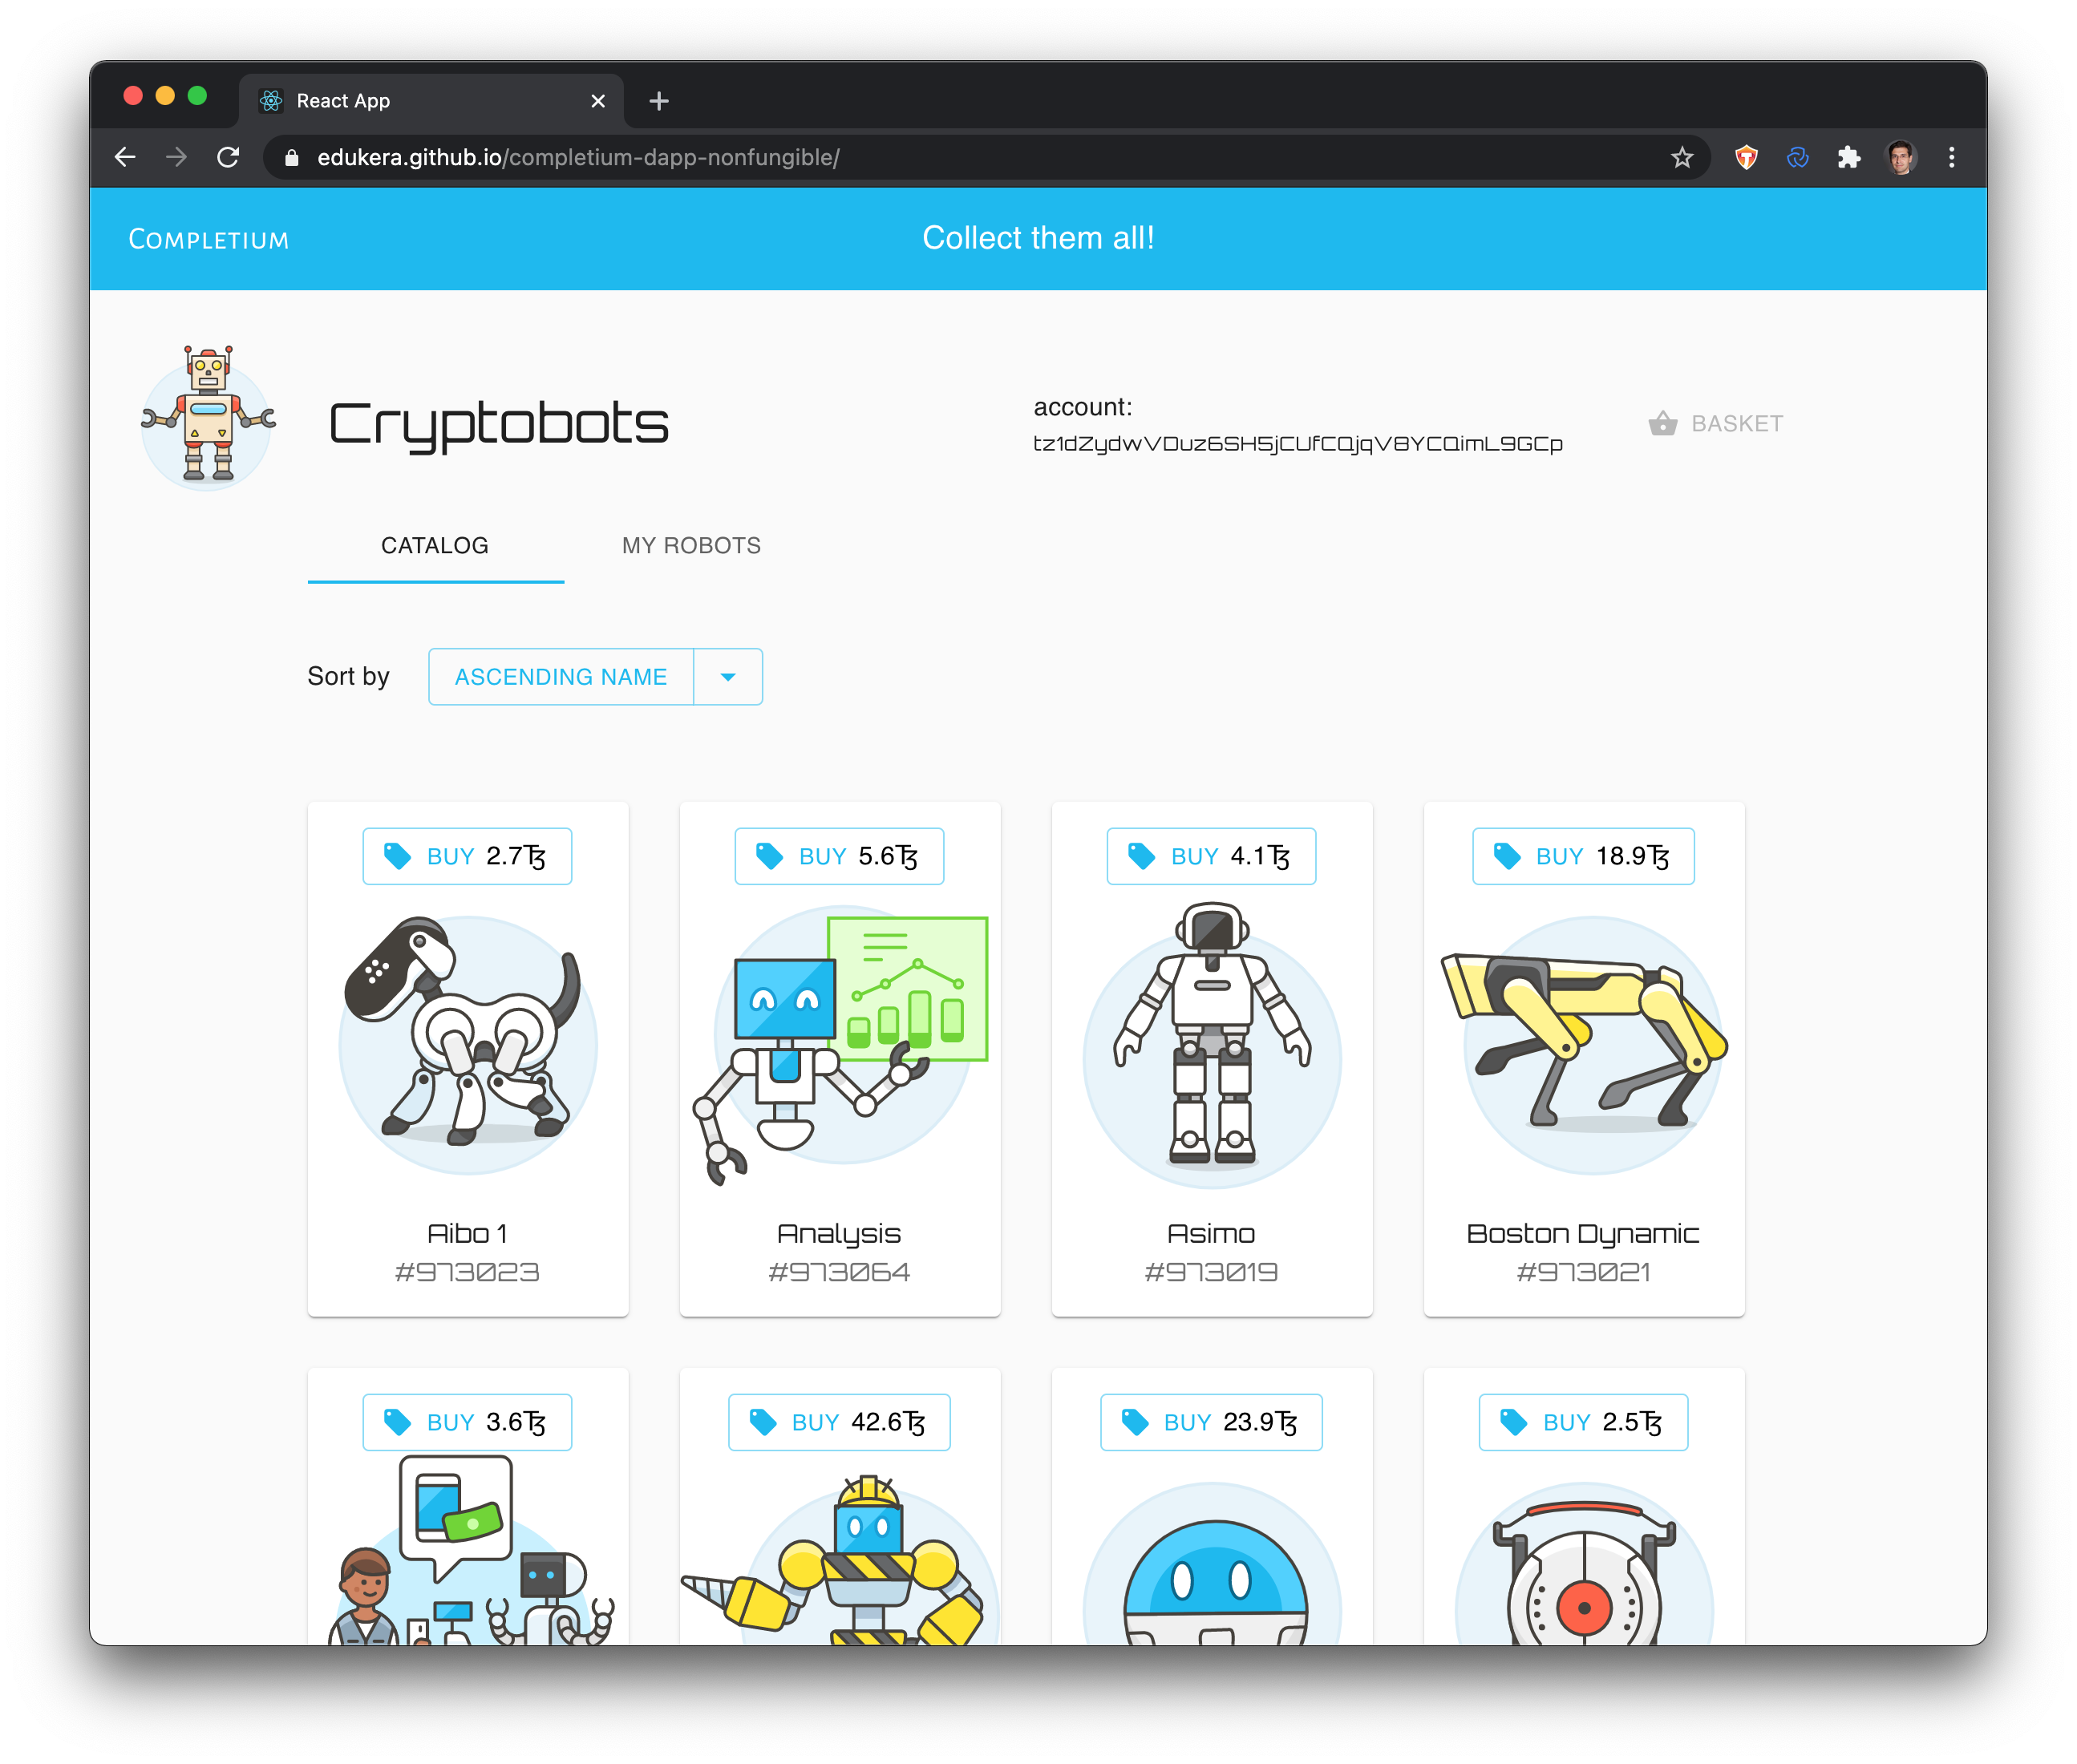 React App
edukera.github.io/completium-dapp-nonfungible/
COMPLETIUM
Collect them all!
Cryptobots
account:
tz1dZydwVDuz6SH5jCUfCQjqV8YCQimL9GCp
BASKET
CATALOG
MY ROBOTS
Sort by
ASCENDING NAME
BUY 2.7ꜩ
BUY 5.6ꜩ
BUY 4.1ꜩ
BUY 18.9ꜩ
Aibo 1
#973023
Analysis
#973064
Asimo
#973019
Boston Dynamic
#973021
BUY 3.6ꜩ
BUY 42.6ꜩ
BUY 23.9ꜩ
BUY 2.5ꜩ